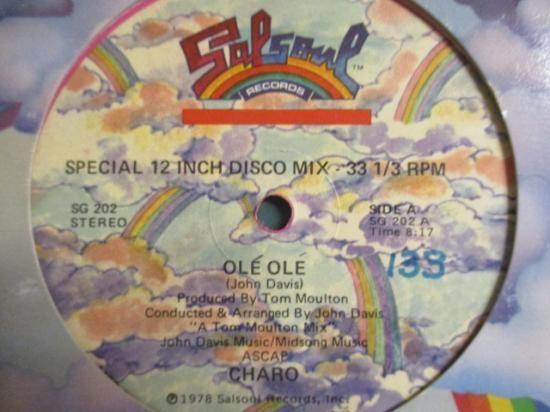 Salsoul
TM
RECORDS
SPECIAL 12 INCH DISCO MIX - 33 1/3 RPM
SG 202
STEREO
SIDE A
SG 202 A
Time 8:17
133
OLÉ OLÉ
(John Davis)
Produced By Tom Moulton
Conducted & Arranged By John Davis
"A Tom Moulton Mix"
John Davis Music/Midsong Music
ASCAP
CHARO
℗1978 Salsoul Records, Inc.